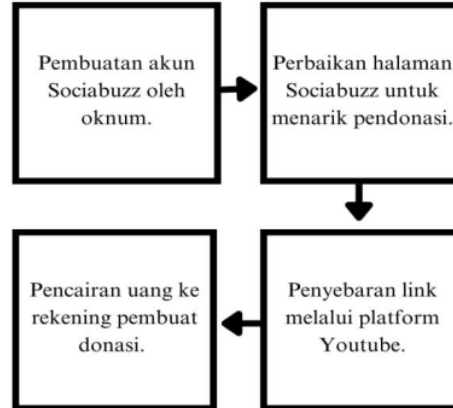 Pembuatan akun
Sociabuzz oleh
oknum.
Perbaikan halaman
Sociabuzz untuk
menarik pendonasi.
Penyebaran link
melalui platform
Youtube.
Pencairan uang ke
rekening pembuat
donasi.